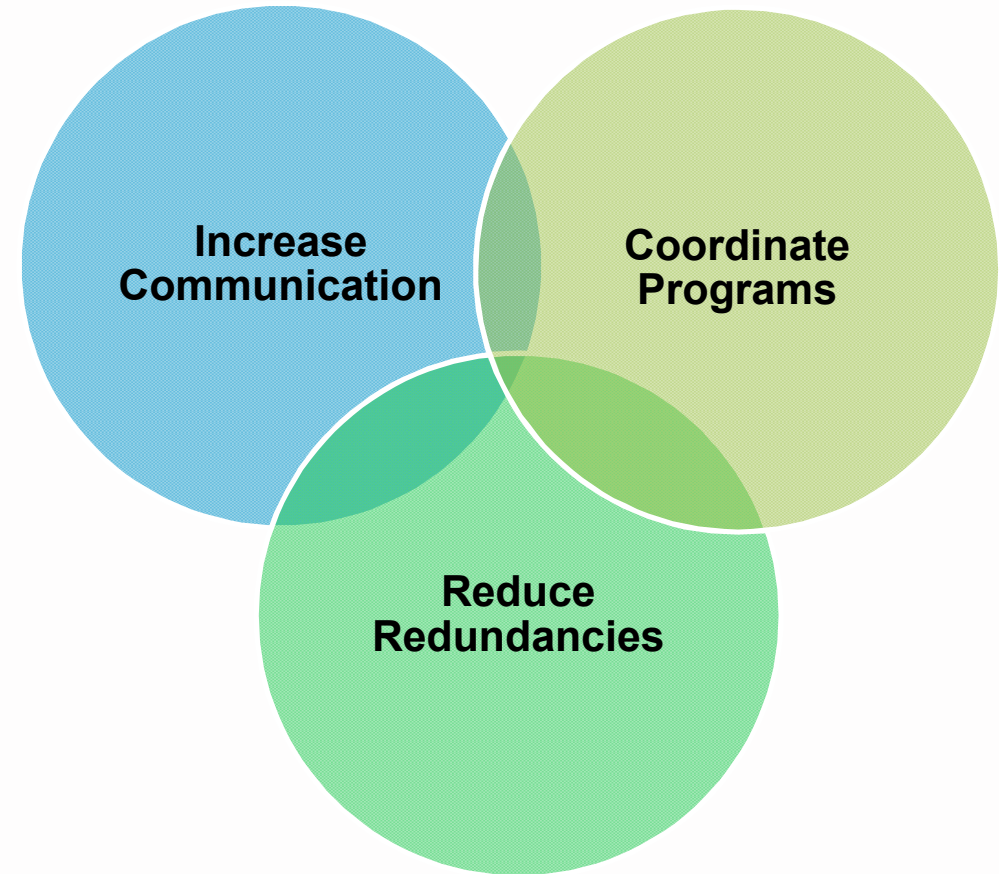 Increase
Communication
Coordinate
Programs
Reduce
Redundancies